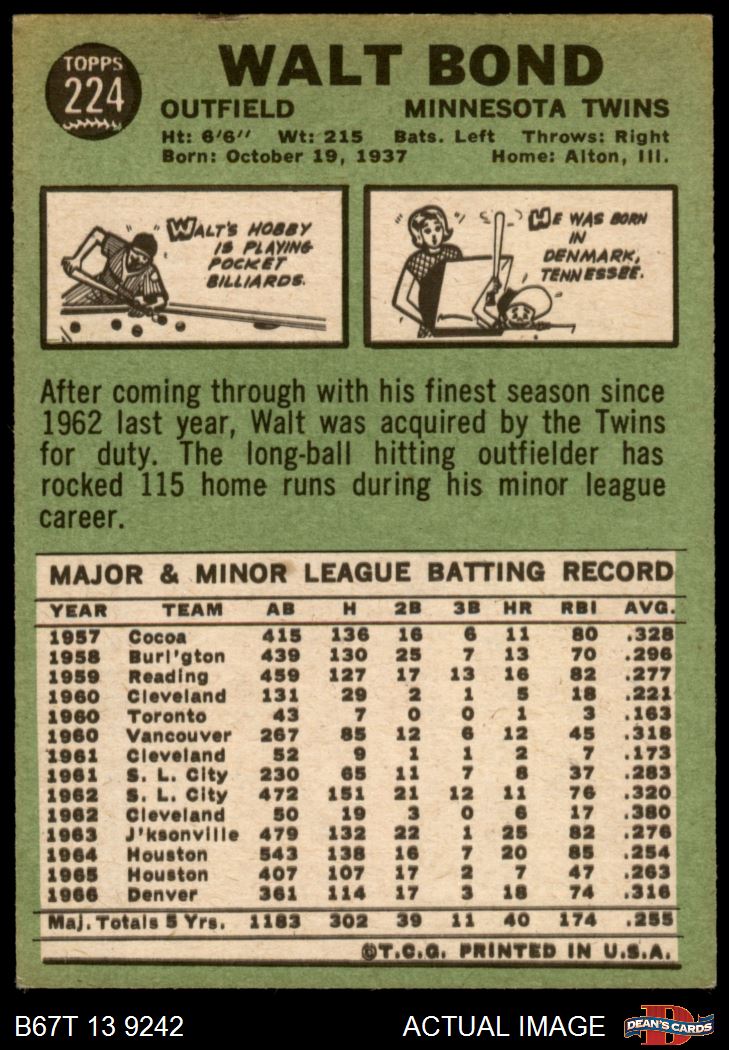 TOPPS
224
WALT BOND
OUTFIELD MINNESOTA TWINS
Ht: 6'6" Wt: 215 Bats. Left Throws: Right
Born: October 19, 1937 Home: Alton, Ill.
WALT'S HOBBY
IS PLAYING
POCKET
BILLIARDS.
HE WAS BORN
IN
DENMARK,
TENNESSEE.
After coming through with his finest season since
1962 last year, Walt was acquired by the Twins
for duty. The long-ball hitting outfielder has
rocked 115 home runs during his minor league
career.
MAJOR & MINOR LEAGUE BATTING RECORD
YEAR TEAM AB H 2B 3B HR RBI AVG.
1957 Cocoa 415 136 16 6 11 80 .328
1958 Burl'gton 439 130 25 7 13 70 .296
1959 Reading 459 127 17 13 16 82 .277
1960 Cleveland 131 29 2 1 5 18 .221
1960 Toronto 43 7 0 0 1 3 .163
1960 Vancouver 267 85 12 6 12 45 .318
1961 Cleveland 52 9 1 1 2 7 .173
1961 S. L. City 230 65 11 7 8 37 .283
1962 S. L. City 472 151 21 12 11 76 .320
1962 Cleveland 50 19 3 0 6 17 .380
1963 J'ksonville 479 132 22 1 25 82 .276
1964 Houston 543 138 16 7 20 85 .254
1965 Houston 407 107 17 2 7 47 .263
1966 Denver 361 114 17 3 18 74 .316
Maj. Totals 5 Yrs. 1183 302 39 11 40 174 .255
©T.C.G. PRINTED IN U.S.A.
B67T 13 9242 ACTUAL IMAGE
D
DEAN'S CARDS